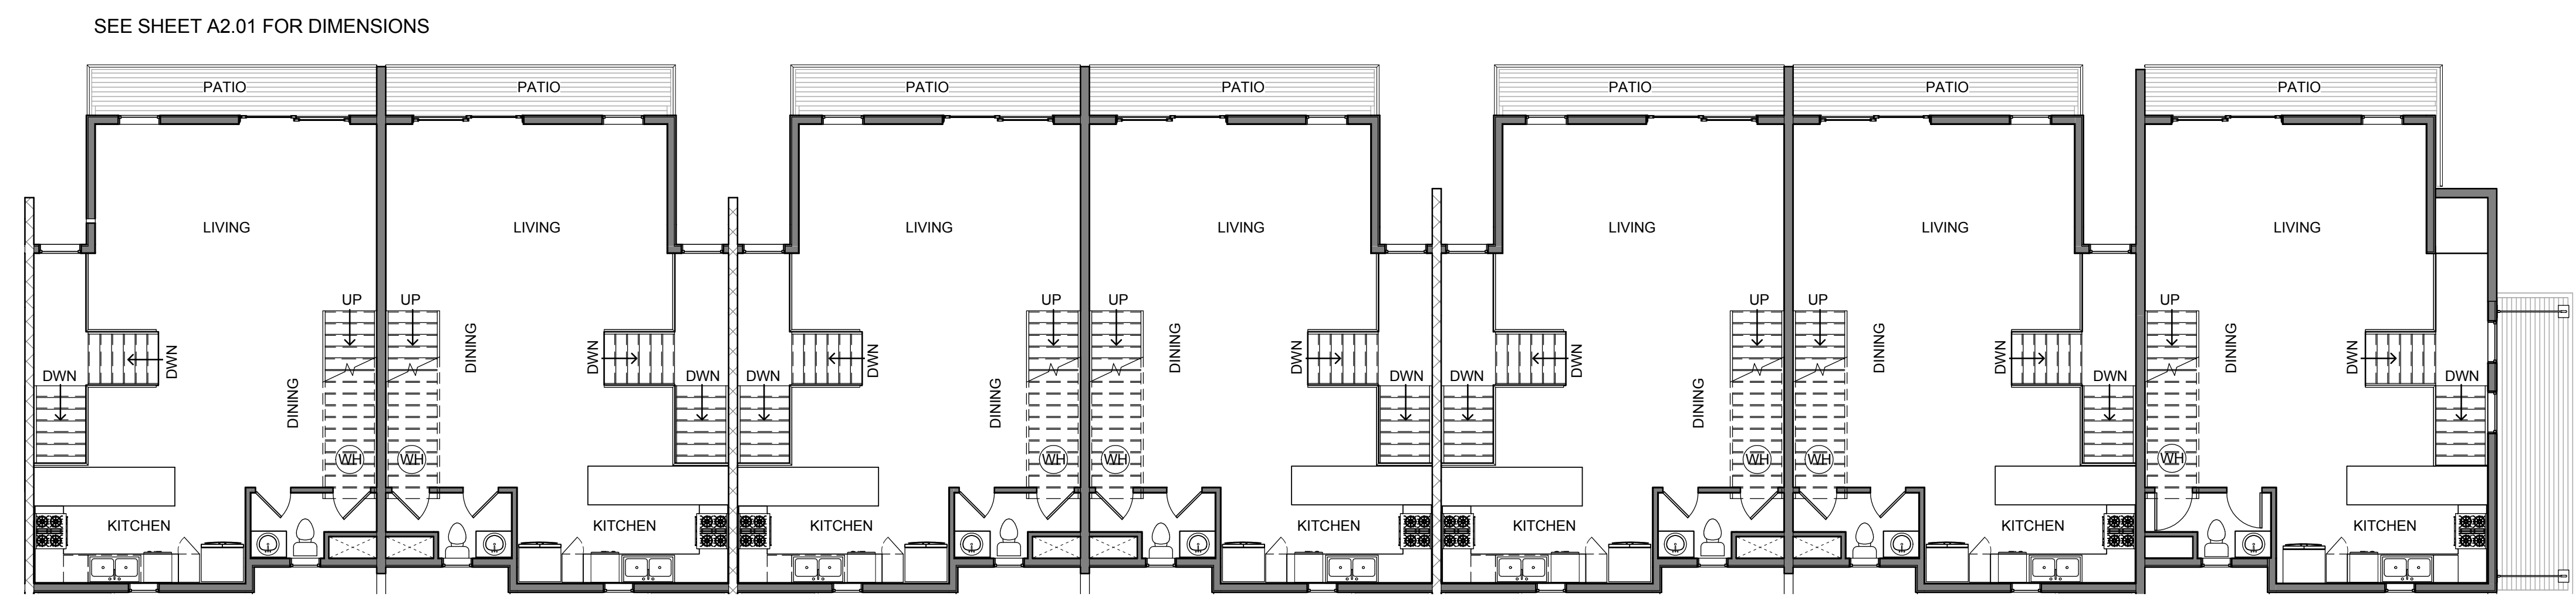 SEE SHEET A2.01 FOR DIMENSIONS
PATIO PATIO PATIO PATIO PATIO PATIO PATIO
LIVING LIVING LIVING LIVING LIVING LIVING LIVING
UP UP UP UP UP UP UP
DINING DINING DINING DINING
DWN DWN DWN DWN DWN DWN DWN
DWN DWN DWN DWN DWN DWN DWN
DINING DINING DINING
WH WH WH WH WH WH WH
KITCHEN KITCHEN KITCHEN KITCHEN KITCHEN KITCHEN KITCHEN